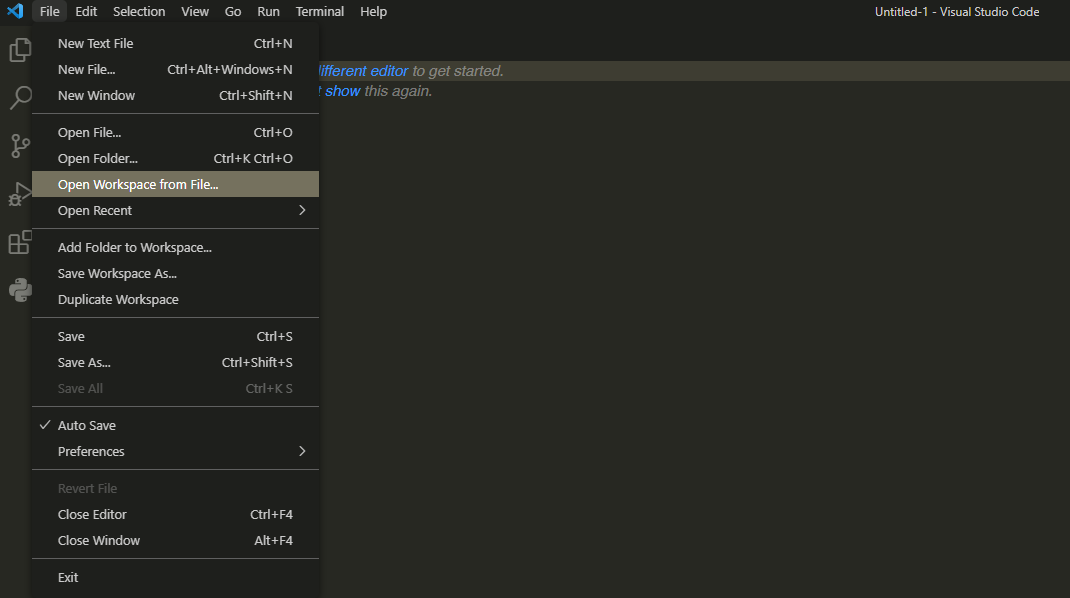 File Edit Selection View Go Run Terminal Help Untitled-1 - Visual Studio Code
New Text File Ctrl+N
New File... Ctrl+Alt+Windows+N
New Window Ctrl+Shift+N
Open File... Ctrl+O
Open Folder... Ctrl+K Ctrl+O
Open Workspace from File...
Open Recent
Add Folder to Workspace...
Save Workspace As...
Duplicate Workspace
Save Ctrl+S
Save As... Ctrl+Shift+S
Save All Ctrl+K S
Auto Save
Preferences
Revert File
Close Editor Ctrl+F4
Close Window Alt+F4
Exit
editor to get started.
show this again.